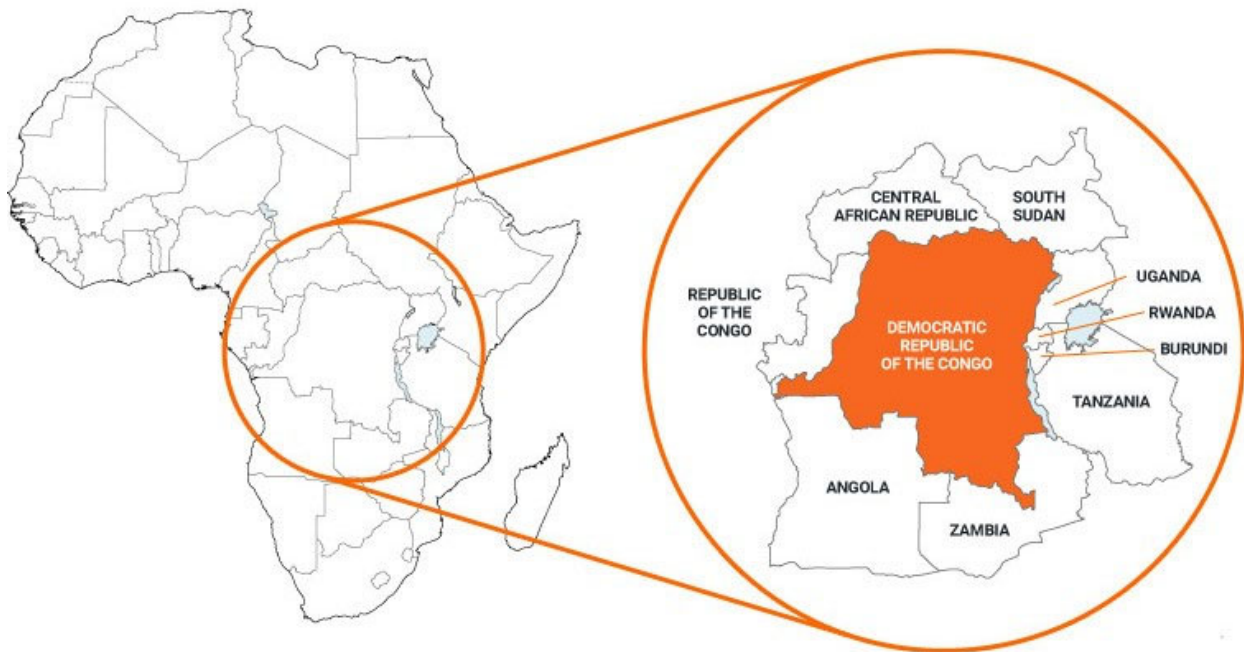 CENTRAL
AFRICAN REPUBLIC
SOUTH
SUDAN
UGANDA
REPUBLIC
OF THE
CONGO
RWANDA
DEMOCRATIC
REPUBLIC
OF THE CONGO
BURUNDI
TANZANIA
ANGOLA
ZAMBIA